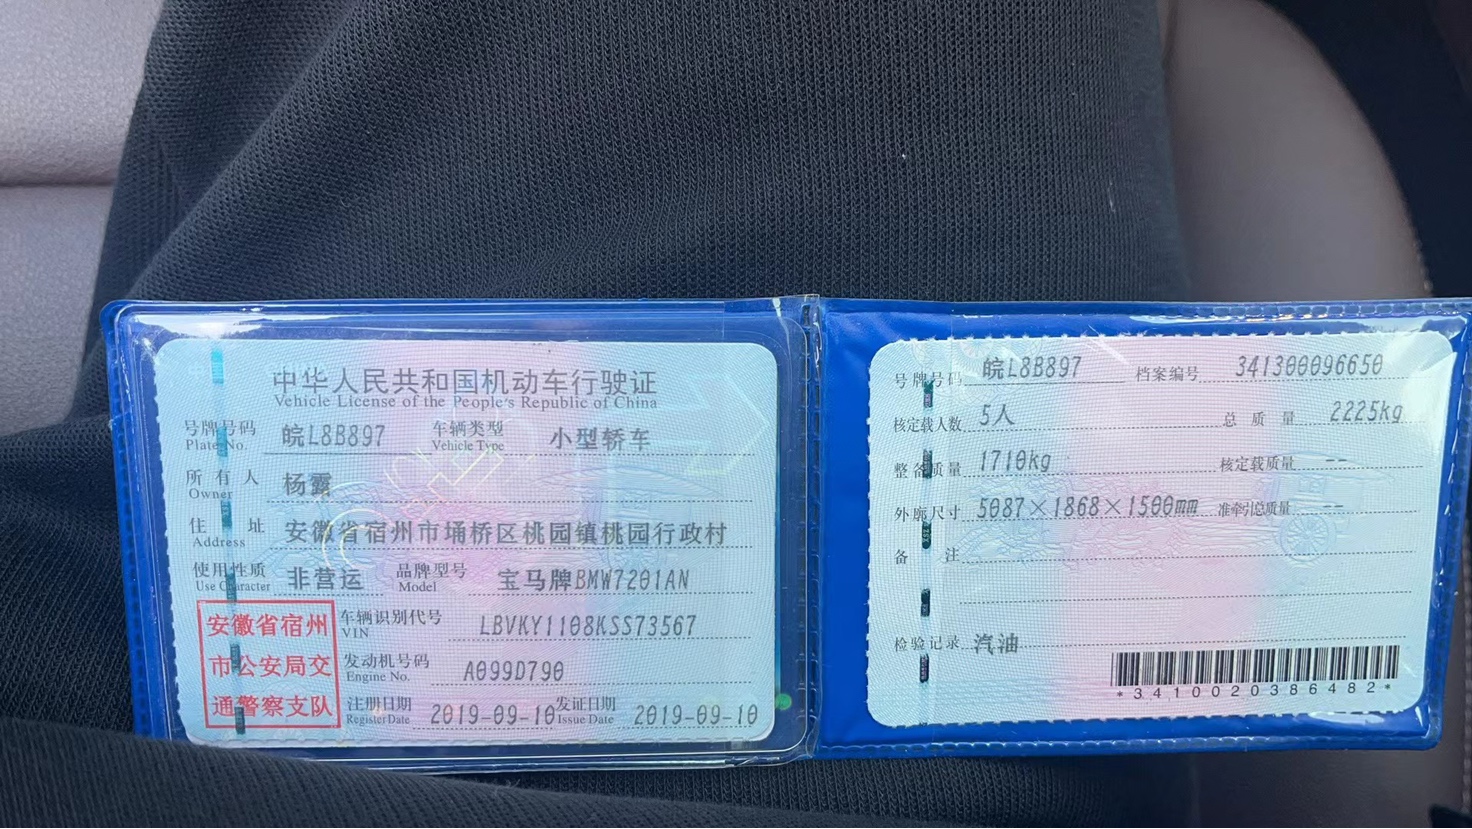 中华人民共和国机动车行驶证
Vehicle License of the People's Republic of China
号牌号码 皖L8B897 车辆类型 小型轿车
Plate No. Vehicle Type
所有人 杨露
Owner
住址 安徽省宿州市埇桥区桃园镇桃园行政村
Address
使用性质 非营运 品牌型号 宝马牌BMW7201AN
Use Character Model
安徽省宿州
市公安局交
通警察支队
车辆识别代号 LBVKY1108KSS73567
VIN
发动机号码 A099D790
Engine No.
注册日期 2019-09-10 发证日期 2019-09-10
Register Date Issue Date
号牌号码 皖L8B897 档案编号 341300096650
核定载人数 5人 总质量 2225kg
整备质量 1710kg 核定载质量 --
外廓尺寸 5087×1868×1500mm 准牵引总质量 --
备注
检验记录 汽油
*3410020386482*